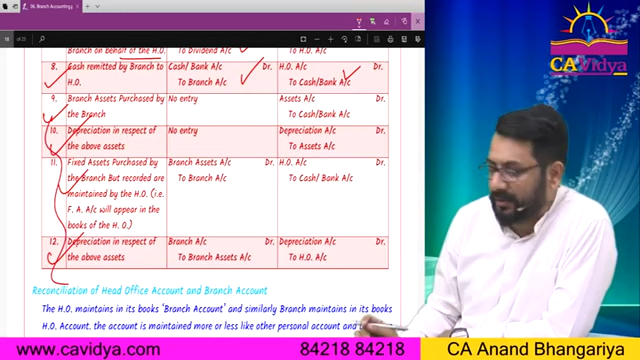 06. Branch Accounting.p
Branch on behalf of the H.O. To Dividend A/c To H.O. A/c
8. Cash remitted by Branch to Cash/Bank A/c Dr. H.O. A/c Dr.
H.O. To Branch A/c To Cash/Bank A/c
9. Branch Assets Purchased by No entry Assets A/c Dr.
the Branch To Cash/Bank A/c
10. Depreciation in respect of No entry Depreciation A/c Dr.
the above assets To Assets A/c
11. Fixed Assets Purchased by Branch Assets A/c Dr. H.O. A/c Dr.
the Branch But recorded are To Branch A/c To Cash/ Bank A/c
maintained by the H.O. (i.e.
F. A. A/c will appear in the
books of the H. O.)
12. Depreciation in respect of Branch A/c Dr. Depreciation A/c Dr.
the above assets To Branch Assets A/c To H.O. A/c
Reconciliation of Head Office Account and Branch Account
The H.O. maintains in its books 'Branch Account' and similarly Branch maintains in its books
H.O. Account. the account is maintained more or less like other personal account and
CAVidya
www.cavidya.com 84218 84218 CA Anand Bhangariya